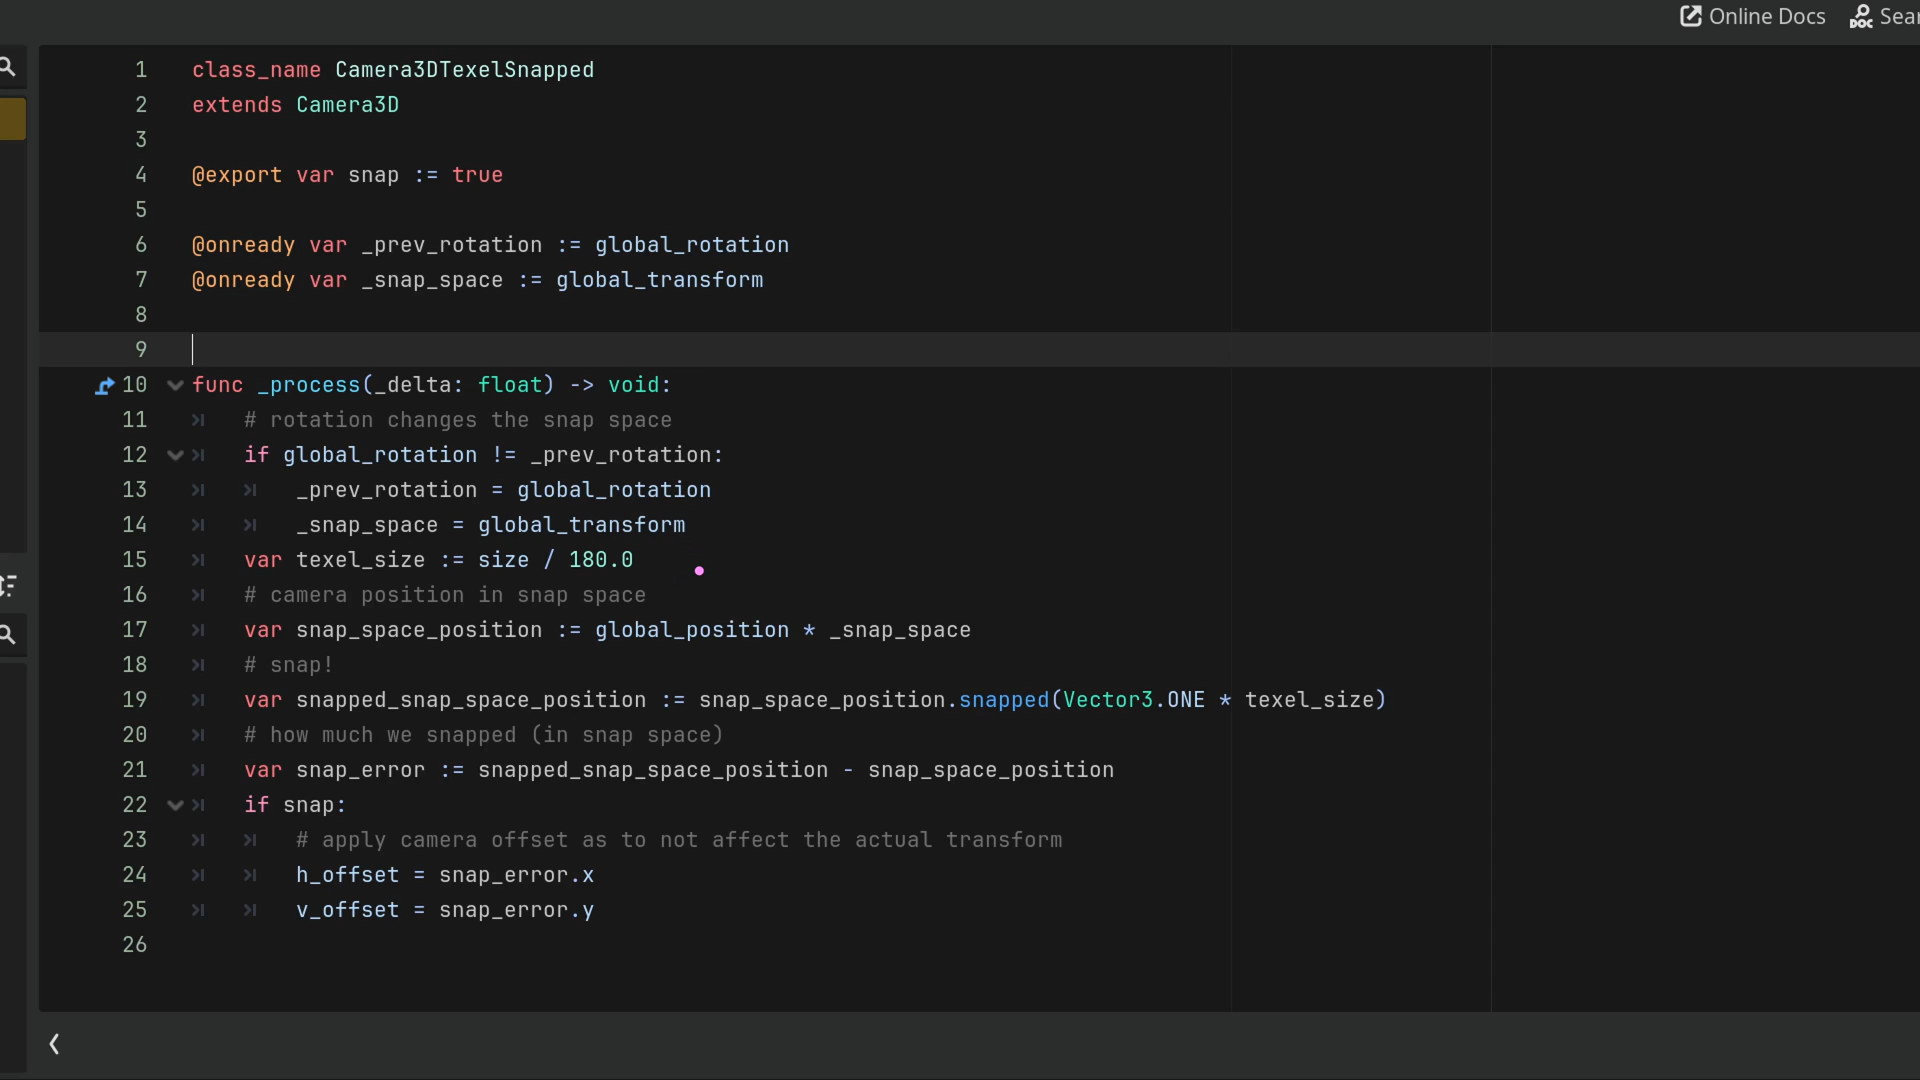 Online Docs
1 class_name Camera3DTexelSnapped
2 extends Camera3D
3
4 @export var snap := true
5
6 @onready var _prev_rotation := global_rotation
7 @onready var _snap_space := global_transform
8
9
10 func _process(_delta: float) -> void:
11 # rotation changes the snap space
12 if global_rotation != _prev_rotation:
13 _prev_rotation = global_rotation
14 _snap_space = global_transform
15 var texel_size := size / 180.0
16 # camera position in snap space
17 var snap_space_position := global_position * _snap_space
18 # snap!
19 var snapped_snap_space_position := snap_space_position.snapped(Vector3.ONE * texel_size)
20 # how much we snapped (in snap space)
21 var snap_error := snapped_snap_space_position - snap_space_position
22 if snap:
23 # apply camera offset as to not affect the actual transform
24 h_offset = snap_error.x
25 v_offset = snap_error.y
26